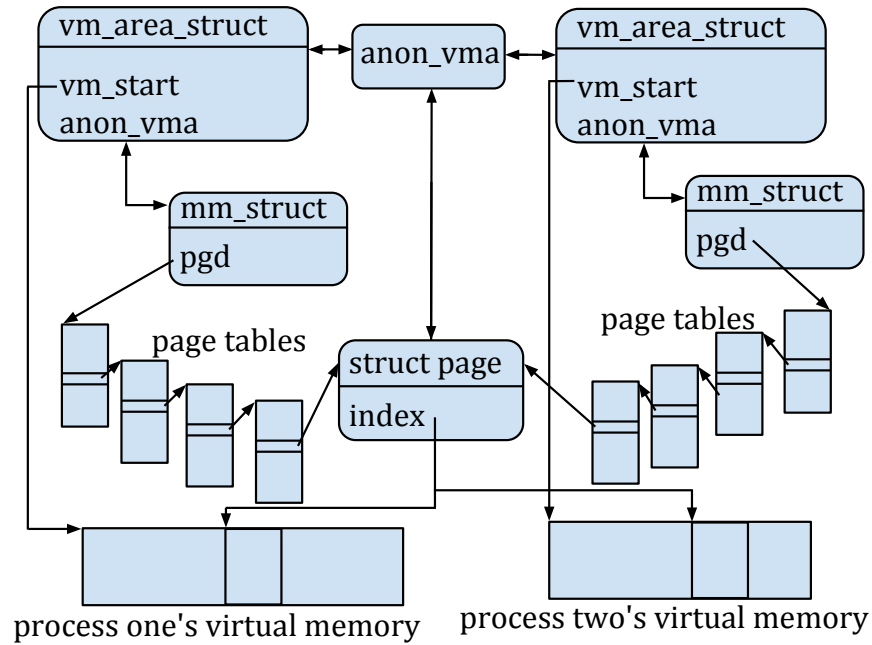 vm_area_struct
vm_start
anon_vma
anon_vma
vm_area_struct
vm_start
anon_vma
mm_struct
pgd
mm_struct
pgd
page tables
page tables
struct page
index
process one's virtual memory
process two's virtual memory